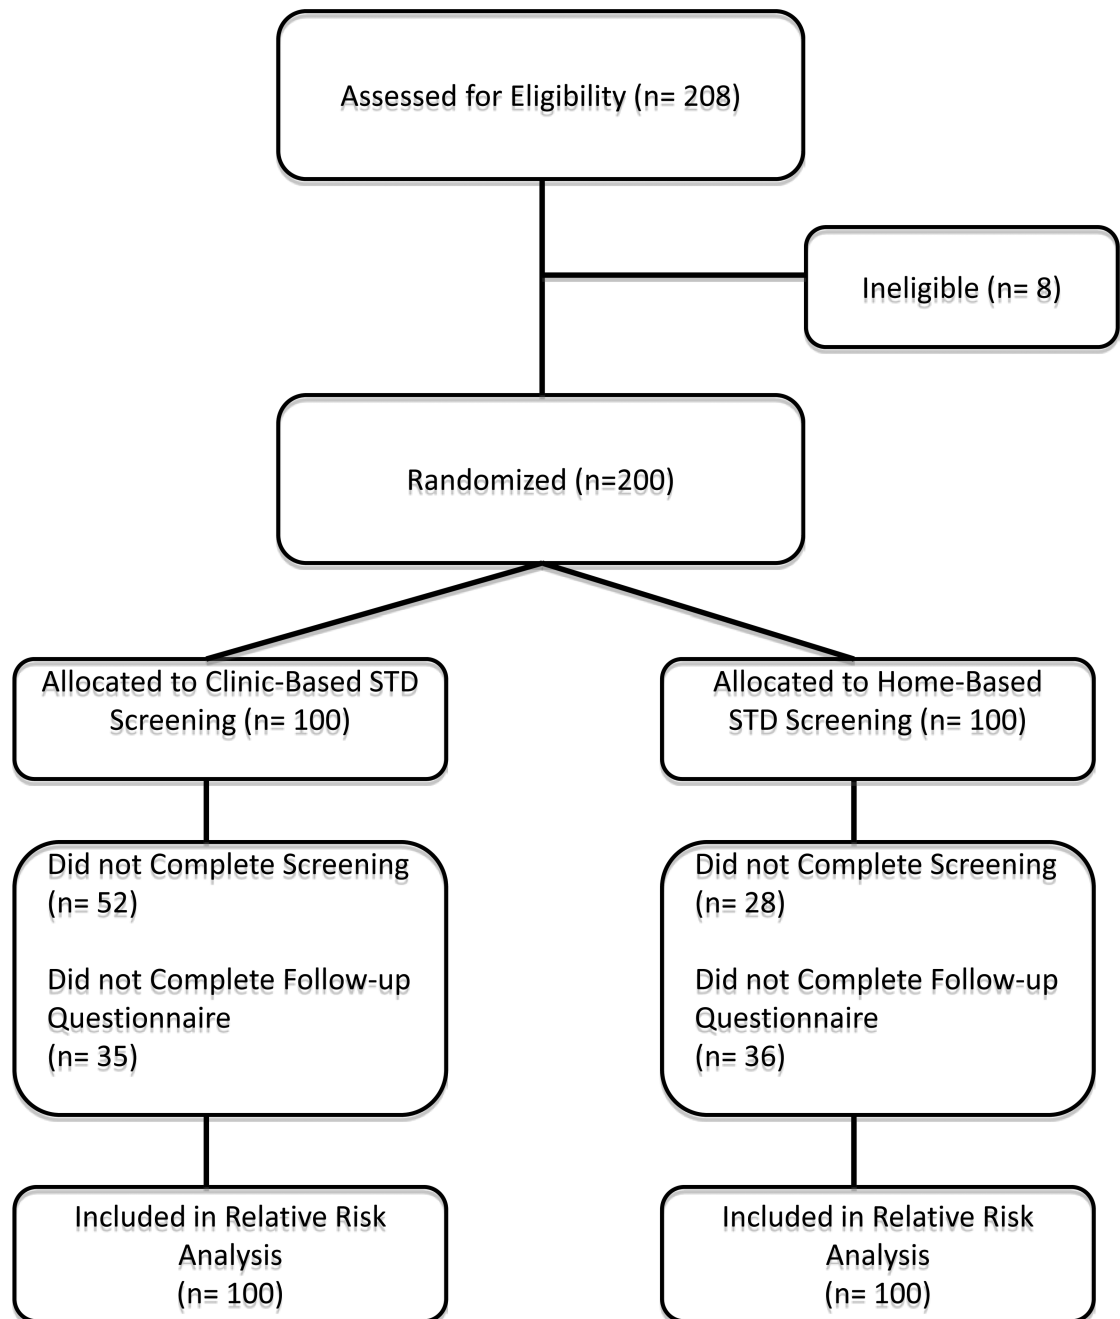 Assessed for Eligibility (n= 208)
Ineligible (n= 8)
Randomized (n=200)
Allocated to Clinic-Based STD
Screening (n= 100)
Allocated to Home-Based
STD Screening (n= 100)
Did not Complete Screening
(n= 52)
Did not Complete Follow-up
Questionnaire
(n= 35)
Did not Complete Screening
(n= 28)
Did not Complete Follow-up
Questionnaire
(n= 36)
Included in Relative Risk
Analysis
(n= 100)
Included in Relative Risk
Analysis
(n= 100)